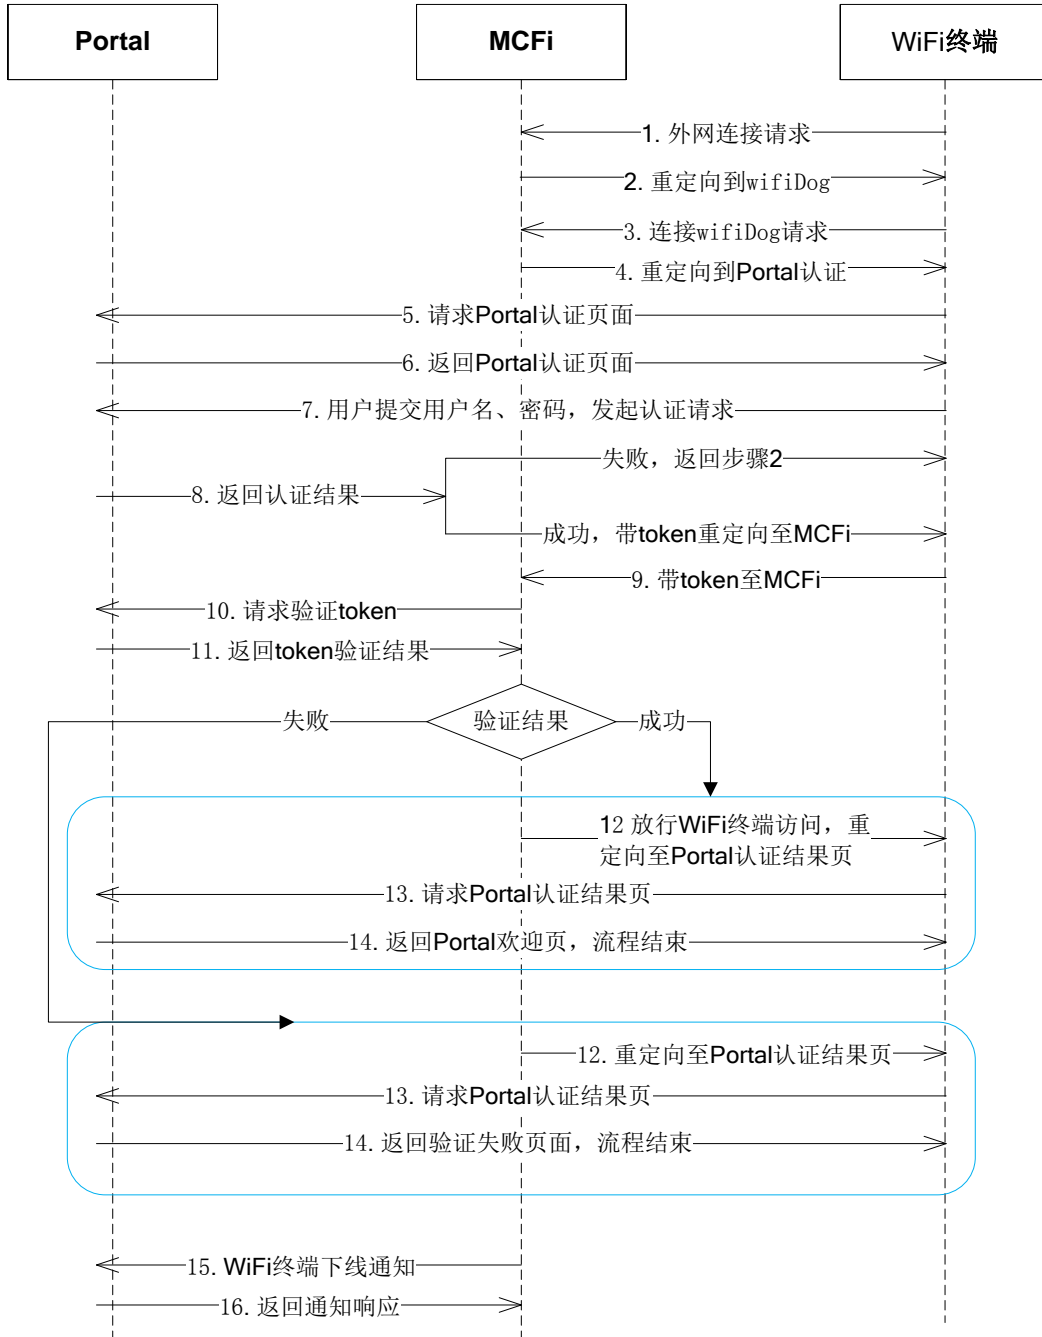 Portal
MCFi
WiFi终端
1. 外网连接请求
2. 重定向到wifiDog
3. 连接wifiDog请求
4. 重定向到Portal认证
5. 请求Portal认证页面
6. 返回Portal认证页面
7. 用户提交用户名、密码，发起认证请求
失败，返回步骤2
8. 返回认证结果
成功，带token重定向至MCFi
9. 带token至MCFi
10. 请求验证token
11. 返回token验证结果
失败
验证结果
成功
12 放行WiFi终端访问，重
定向至Portal认证结果页
13. 请求Portal认证结果页
14. 返回Portal欢迎页，流程结束
12. 重定向至Portal认证结果页
13. 请求Portal认证结果页
14. 返回验证失败页面，流程结束
15. WiFi终端下线通知
16. 返回通知响应